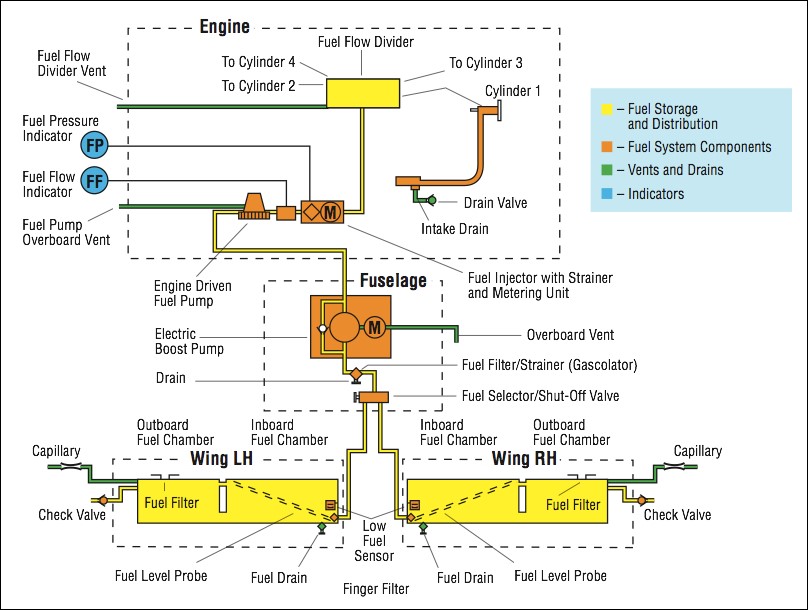 Engine
Fuel Flow Divider
Fuel Flow
Divider Vent
To Cylinder 4
To Cylinder 3
To Cylinder 2
Cylinder 1
– Fuel Storage
and Distribution
– Fuel System Components
– Vents and Drains
– Indicators
Fuel Pressure
Indicator
FP
Fuel Flow
Indicator
FF
M
Drain Valve
Intake Drain
Fuel Pump
Overboard Vent
Engine Driven
Fuel Pump
Fuselage
Fuel Injector with Strainer
and Metering Unit
Electric
Boost Pump
M
Overboard Vent
Drain
Fuel Filter/Strainer (Gascolator)
Fuel Selector/Shut-Off Valve
Outboard
Fuel Chamber
Inboard
Fuel Chamber
Inboard
Fuel Chamber
Outboard
Fuel Chamber
Capillary
Wing LH
Wing RH
Capillary
Fuel Filter
Fuel Filter
Check Valve
Check Valve
Low
Fuel
Sensor
Fuel Level Probe
Fuel Drain
Finger Filter
Fuel Drain
Fuel Level Probe